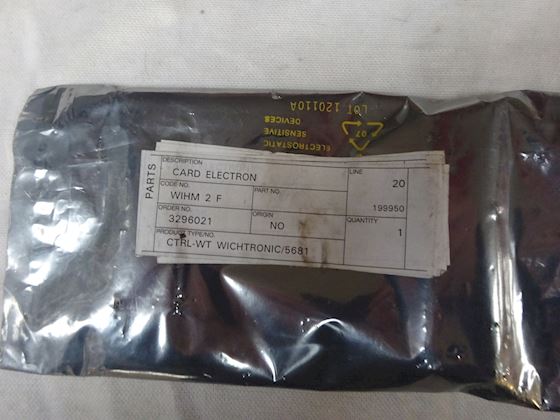 LOT 120110A
07
ELECTROSTATIC
SENSITIVE
DEVICES
PARTS
DESCRIPTION
CARD ELECTRON
LINE
20
CODE NO.
WIHM 2 F
PART NO.
199950
ORDER NO.
3296021
ORIGIN
NO
QUANTITY
1
PRODUCT TYPE/NO.
CTRL-WT WICHTRONIC/5681